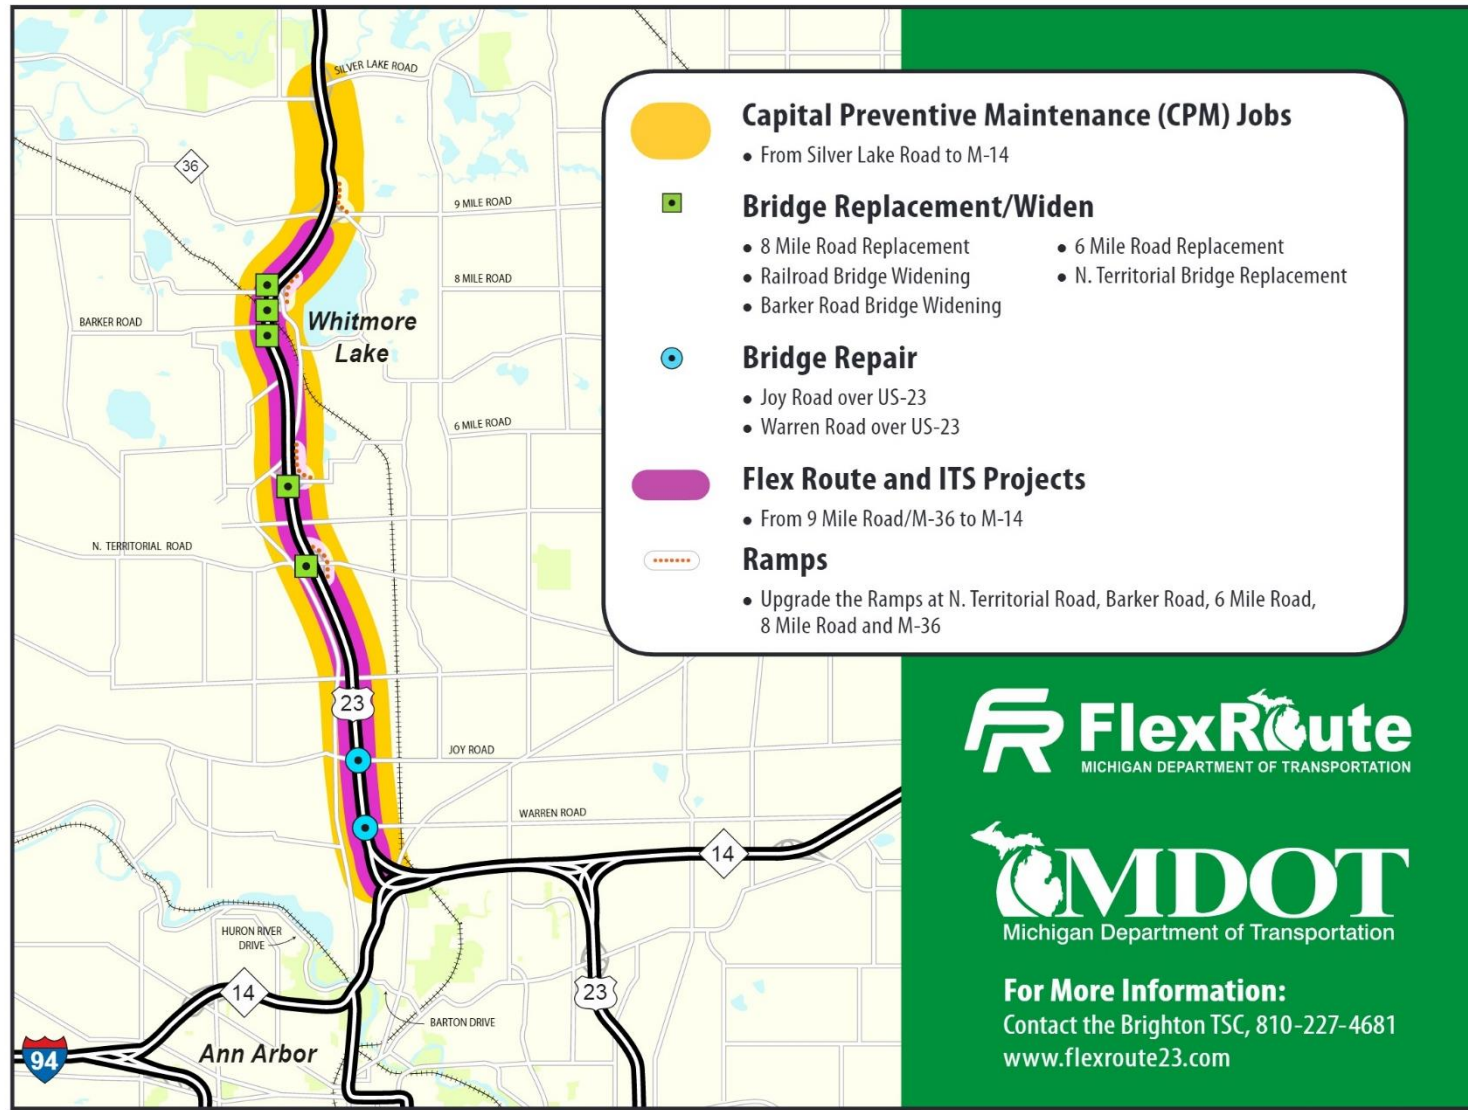 SILVER LAKE ROAD
36
9 MILE ROAD
8 MILE ROAD
BARKER ROAD
Whitmore
Lake
6 MILE ROAD
N. TERRITORIAL ROAD
23
JOY ROAD
WARREN ROAD
14
HURON RIVER
DRIVE
14
23
BARTON DRIVE
Ann Arbor
94
Capital Preventive Maintenance (CPM) Jobs
• From Silver Lake Road to M-14
Bridge Replacement/Widen
• 8 Mile Road Replacement
• Railroad Bridge Widening
• Barker Road Bridge Widening
• 6 Mile Road Replacement
• N. Territorial Bridge Replacement
Bridge Repair
• Joy Road over US-23
• Warren Road over US-23
Flex Route and ITS Projects
• From 9 Mile Road/M-36 to M-14
Ramps
• Upgrade the Ramps at N. Territorial Road, Barker Road, 6 Mile Road,
8 Mile Road and M-36
FR FlexRoute
MICHIGAN DEPARTMENT OF TRANSPORTATION
MDOT
Michigan Department of Transportation
For More Information:
Contact the Brighton TSC, 810-227-4681
www.flexroute23.com